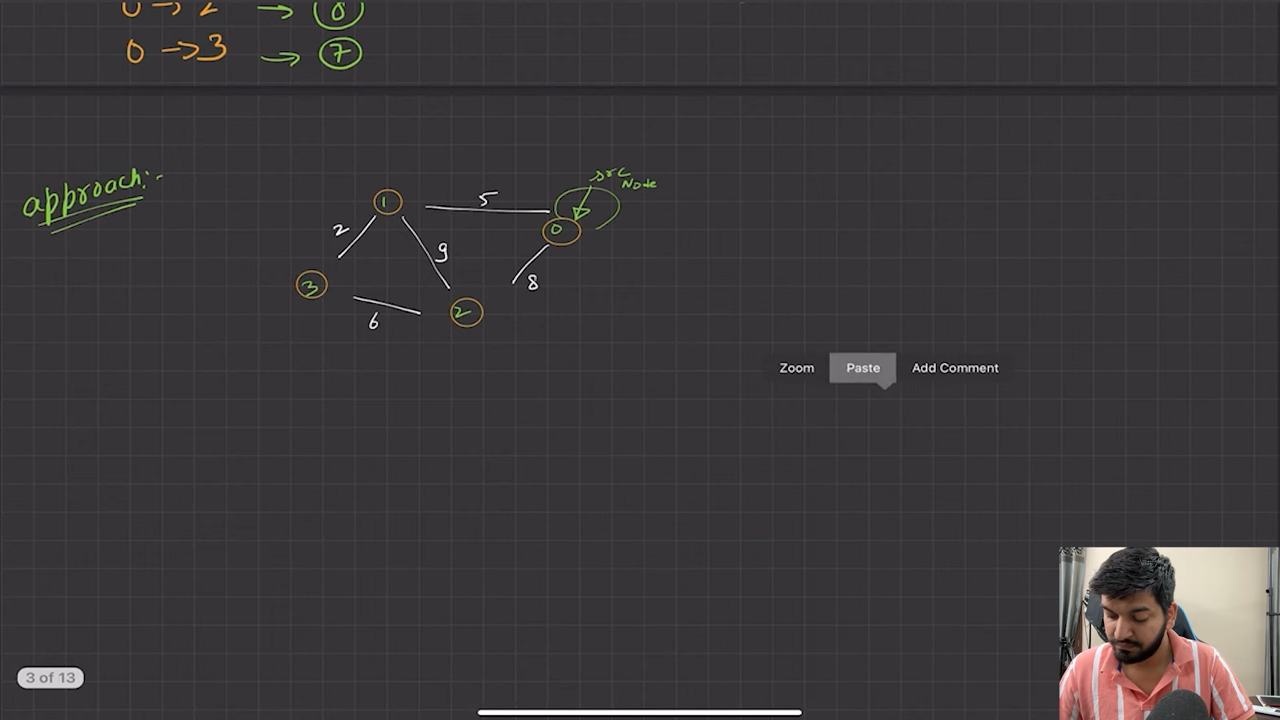 0 → 2 → 8
0 → 3 → 7
approach:-
src
Node
1
5
0
2
9
8
3
2
6
Zoom Paste Add Comment
3 of 13